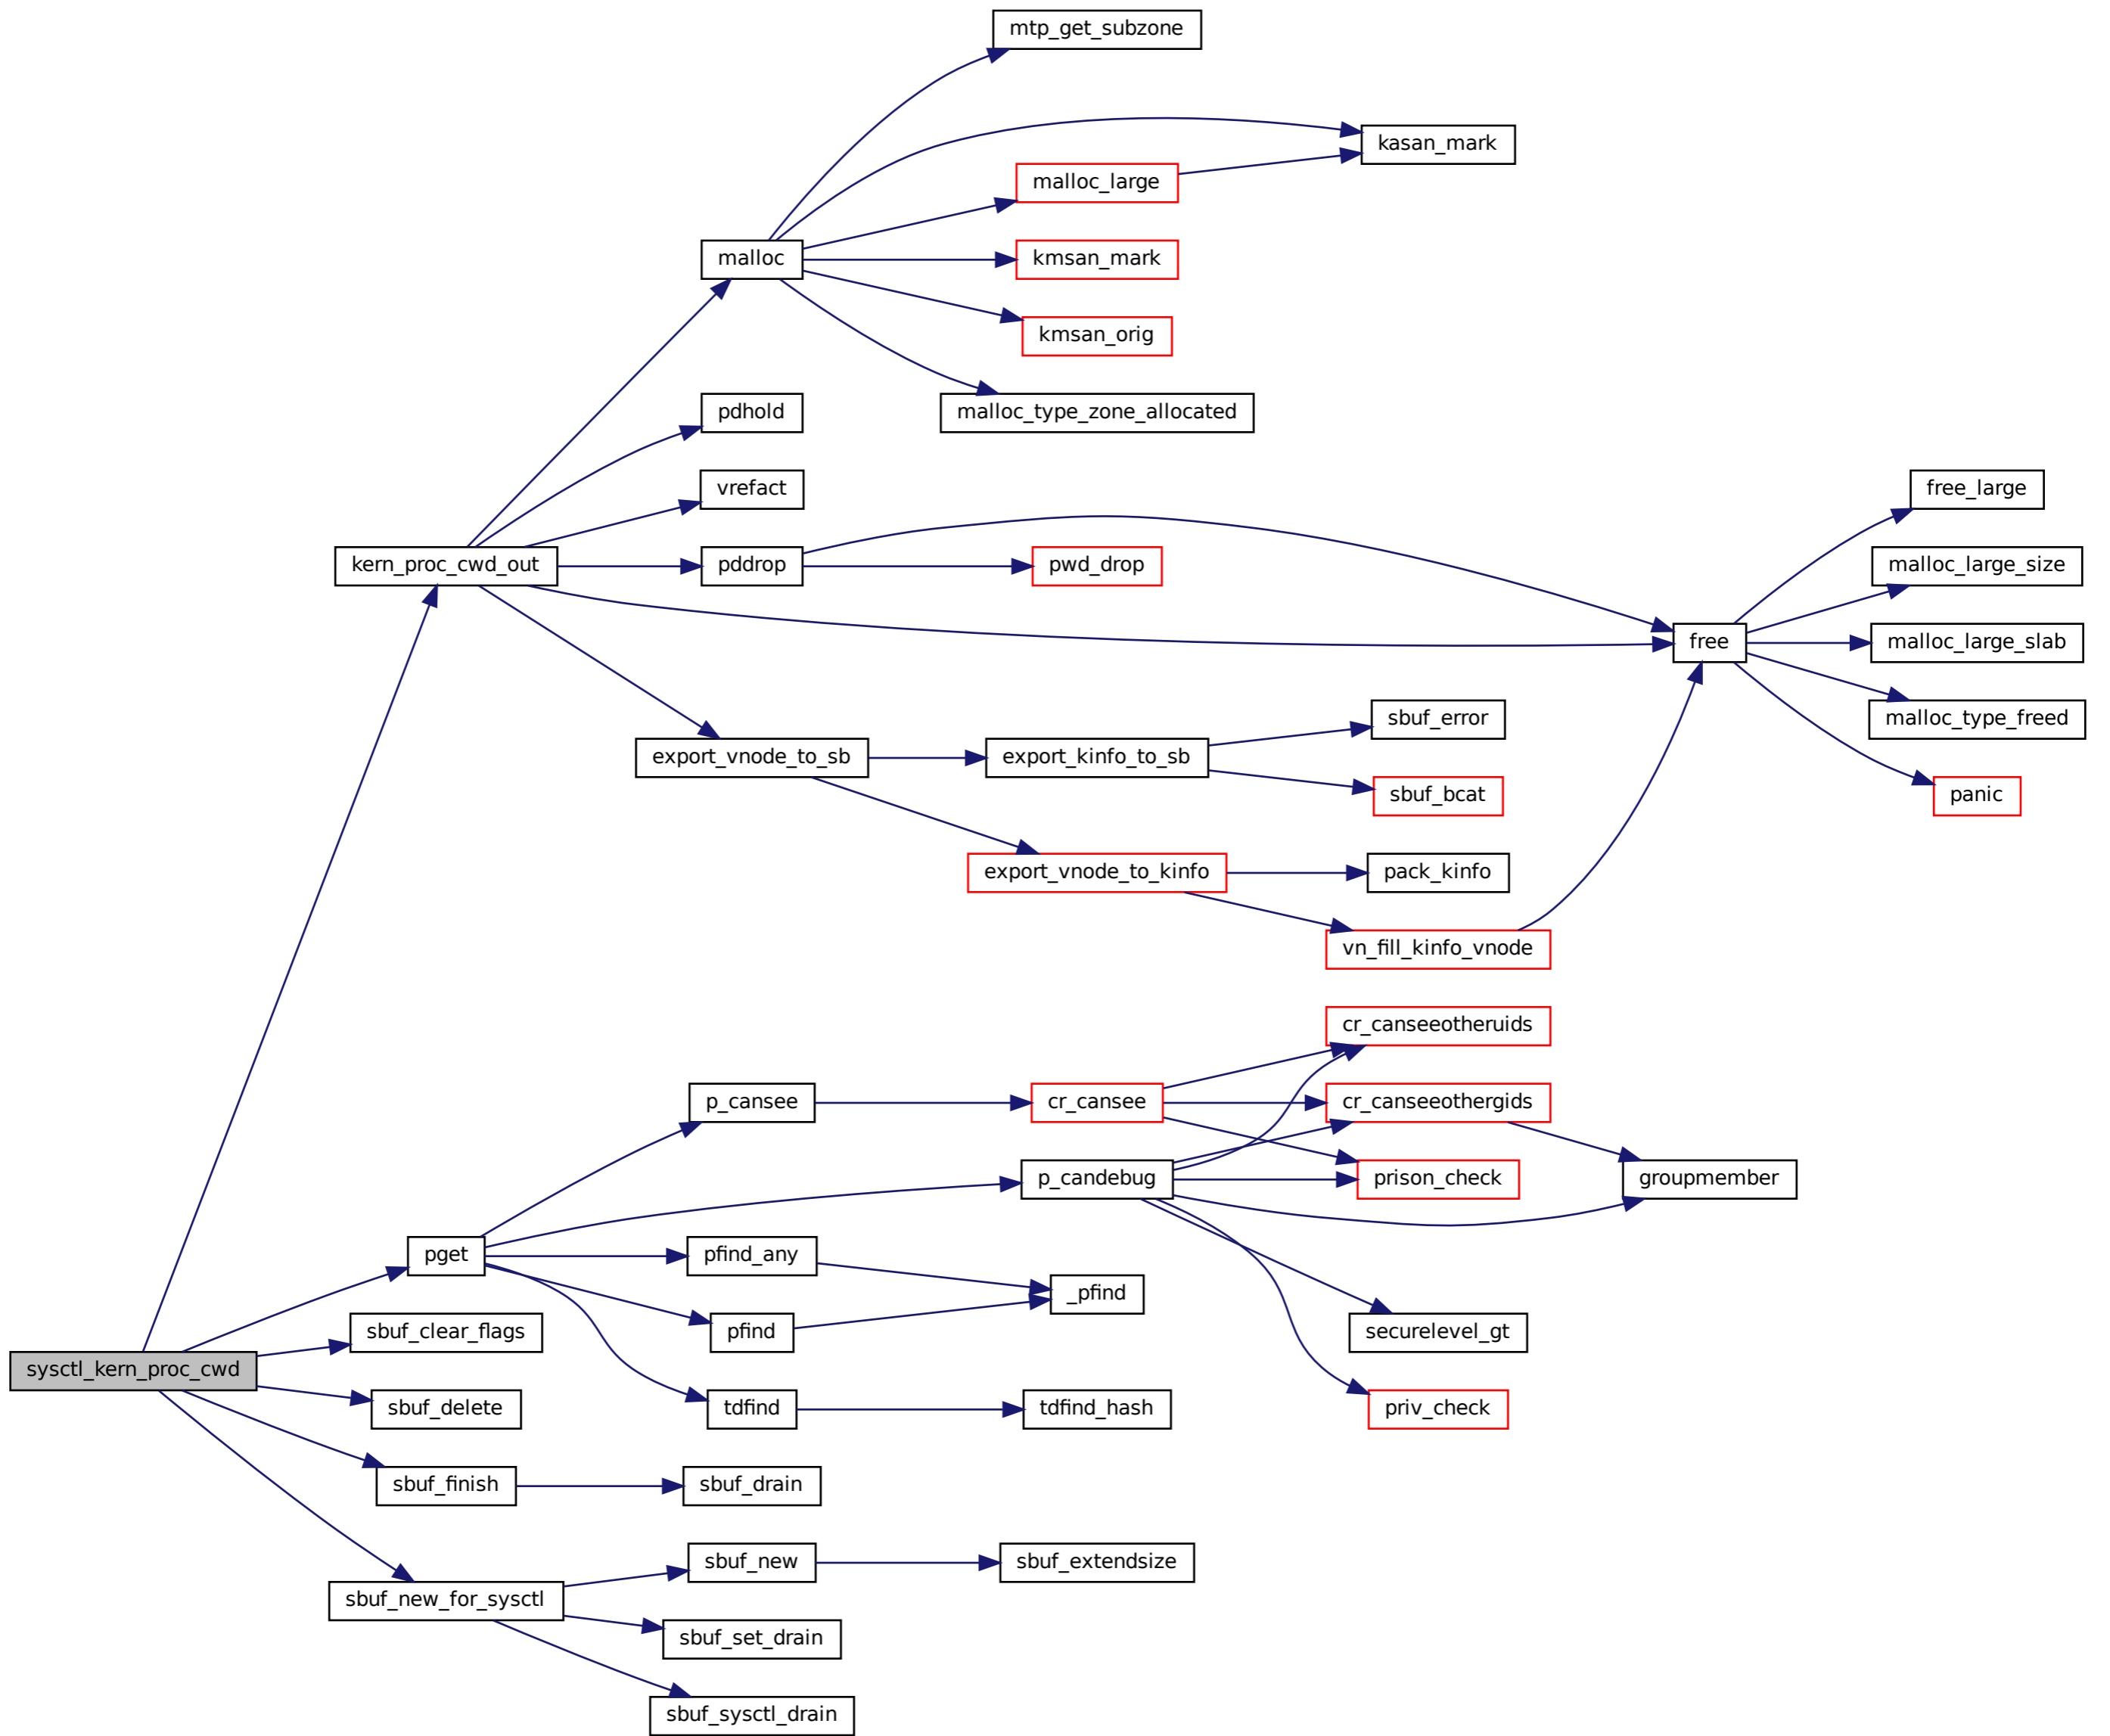 mtp_get_subzone
kasan_mark
malloc_large
malloc
kmsan_mark
kmsan_orig
malloc_type_zone_allocated
pdhold
vrefact
free_large
kern_proc_cwd_out
pddrop
pwd_drop
malloc_large_size
free
malloc_large_slab
sbuf_error
malloc_type_freed
export_vnode_to_sb
export_kinfo_to_sb
sbuf_bcat
panic
export_vnode_to_kinfo
pack_kinfo
vn_fill_kinfo_vnode
cr_canseeotheruids
p_cansee
cr_cansee
cr_canseeothergids
p_candebug
prison_check
groupmember
pget
pfind_any
_pfind
sbuf_clear_flags
pfind
securelevel_gt
sysctl_kern_proc_cwd
sbuf_delete
tdfind
tdfind_hash
priv_check
sbuf_finish
sbuf_drain
sbuf_new
sbuf_extendsize
sbuf_new_for_sysctl
sbuf_set_drain
sbuf_sysctl_drain